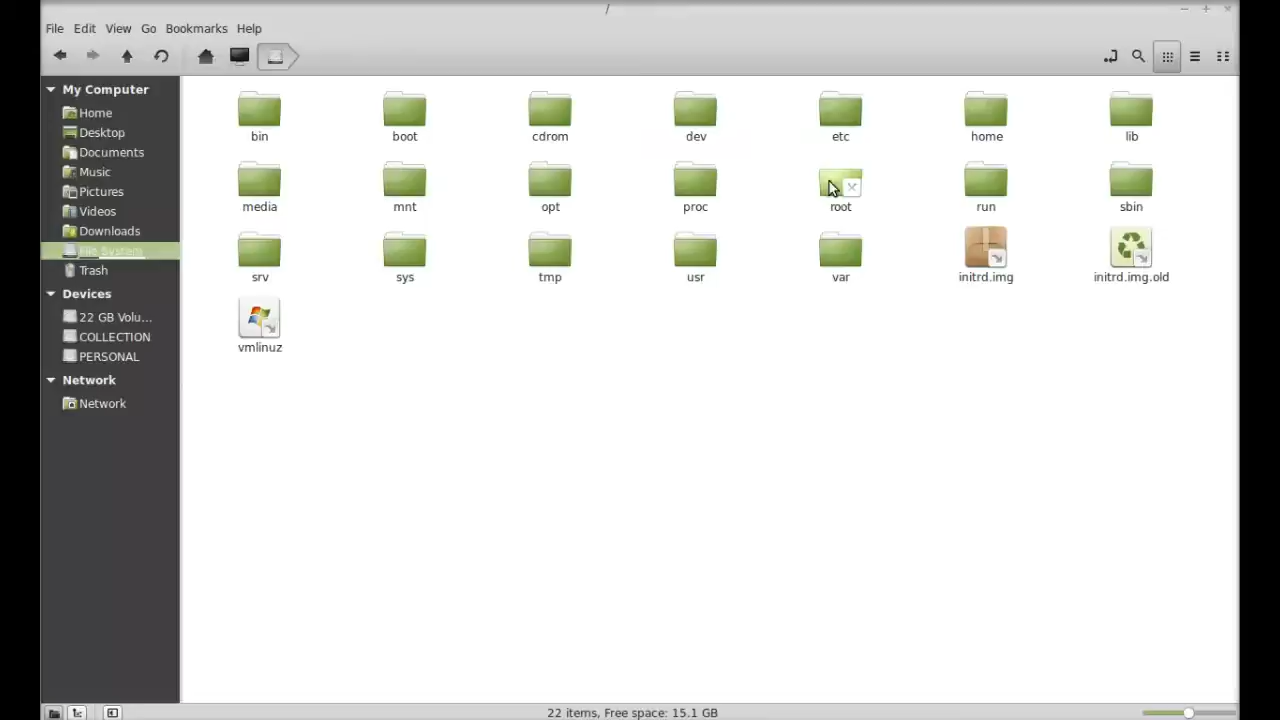 /
File Edit View Go Bookmarks Help
My Computer
Home
Desktop
Documents
Music
Pictures
Videos
Downloads
File System
Trash
Devices
22 GB Volu...
COLLECTION
PERSONAL
Network
Network
bin boot cdrom dev etc home lib
media mnt opt proc root run sbin
srv sys tmp usr var initrd.img initrd.img.old
vmlinuz
22 items, Free space: 15.1 GB